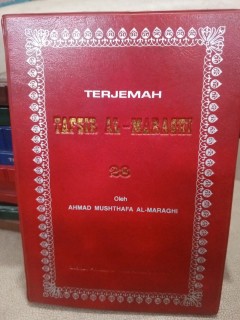 TERJEMAH
TAFSIR AL-MARAGHI
23
Oleh
AHMAD MUSHTHAFA AL-MARAGHI